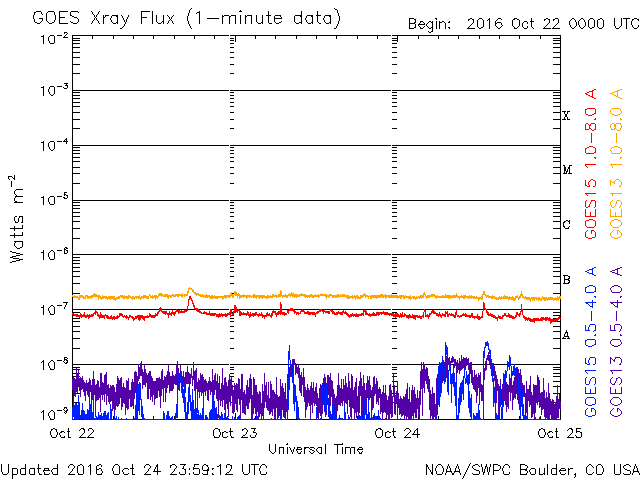 GOES Xray Flux (1-minute data)
Begin: 2016 Oct 22 0000 UTC
10⁻²
10⁻³
10⁻⁴
10⁻⁵
10⁻⁶
10⁻⁷
10⁻⁸
10⁻⁹
Watts m⁻²
X
M
C
B
A
GOES15 1.0-8.0 A
GOES13 1.0-8.0 A
GOES15 0.5-4.0 A
GOES13 0.5-4.0 A
Oct 22 Oct 23 Oct 24 Oct 25
Universal Time
Updated 2016 Oct 24 23:59:12 UTC
NOAA/SWPC Boulder, CO USA